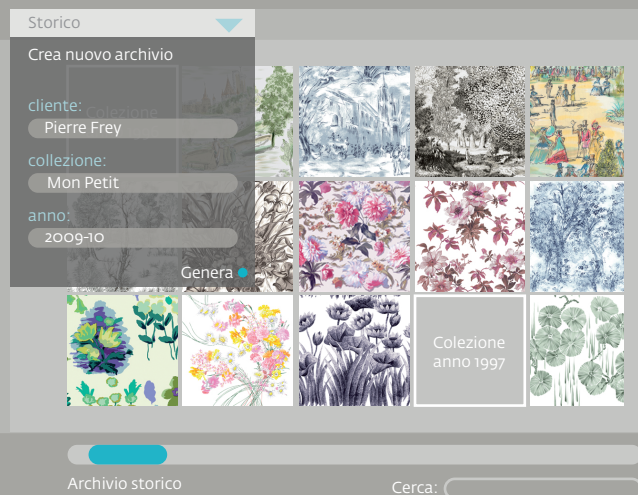 Storico
Crea nuovo archivio
cliente:
Colezione
Pierre Frey
collezione:
Mon Petit
anno:
2009-10
Genera
Colezione
anno 1997
Archivio storico
Cerca: